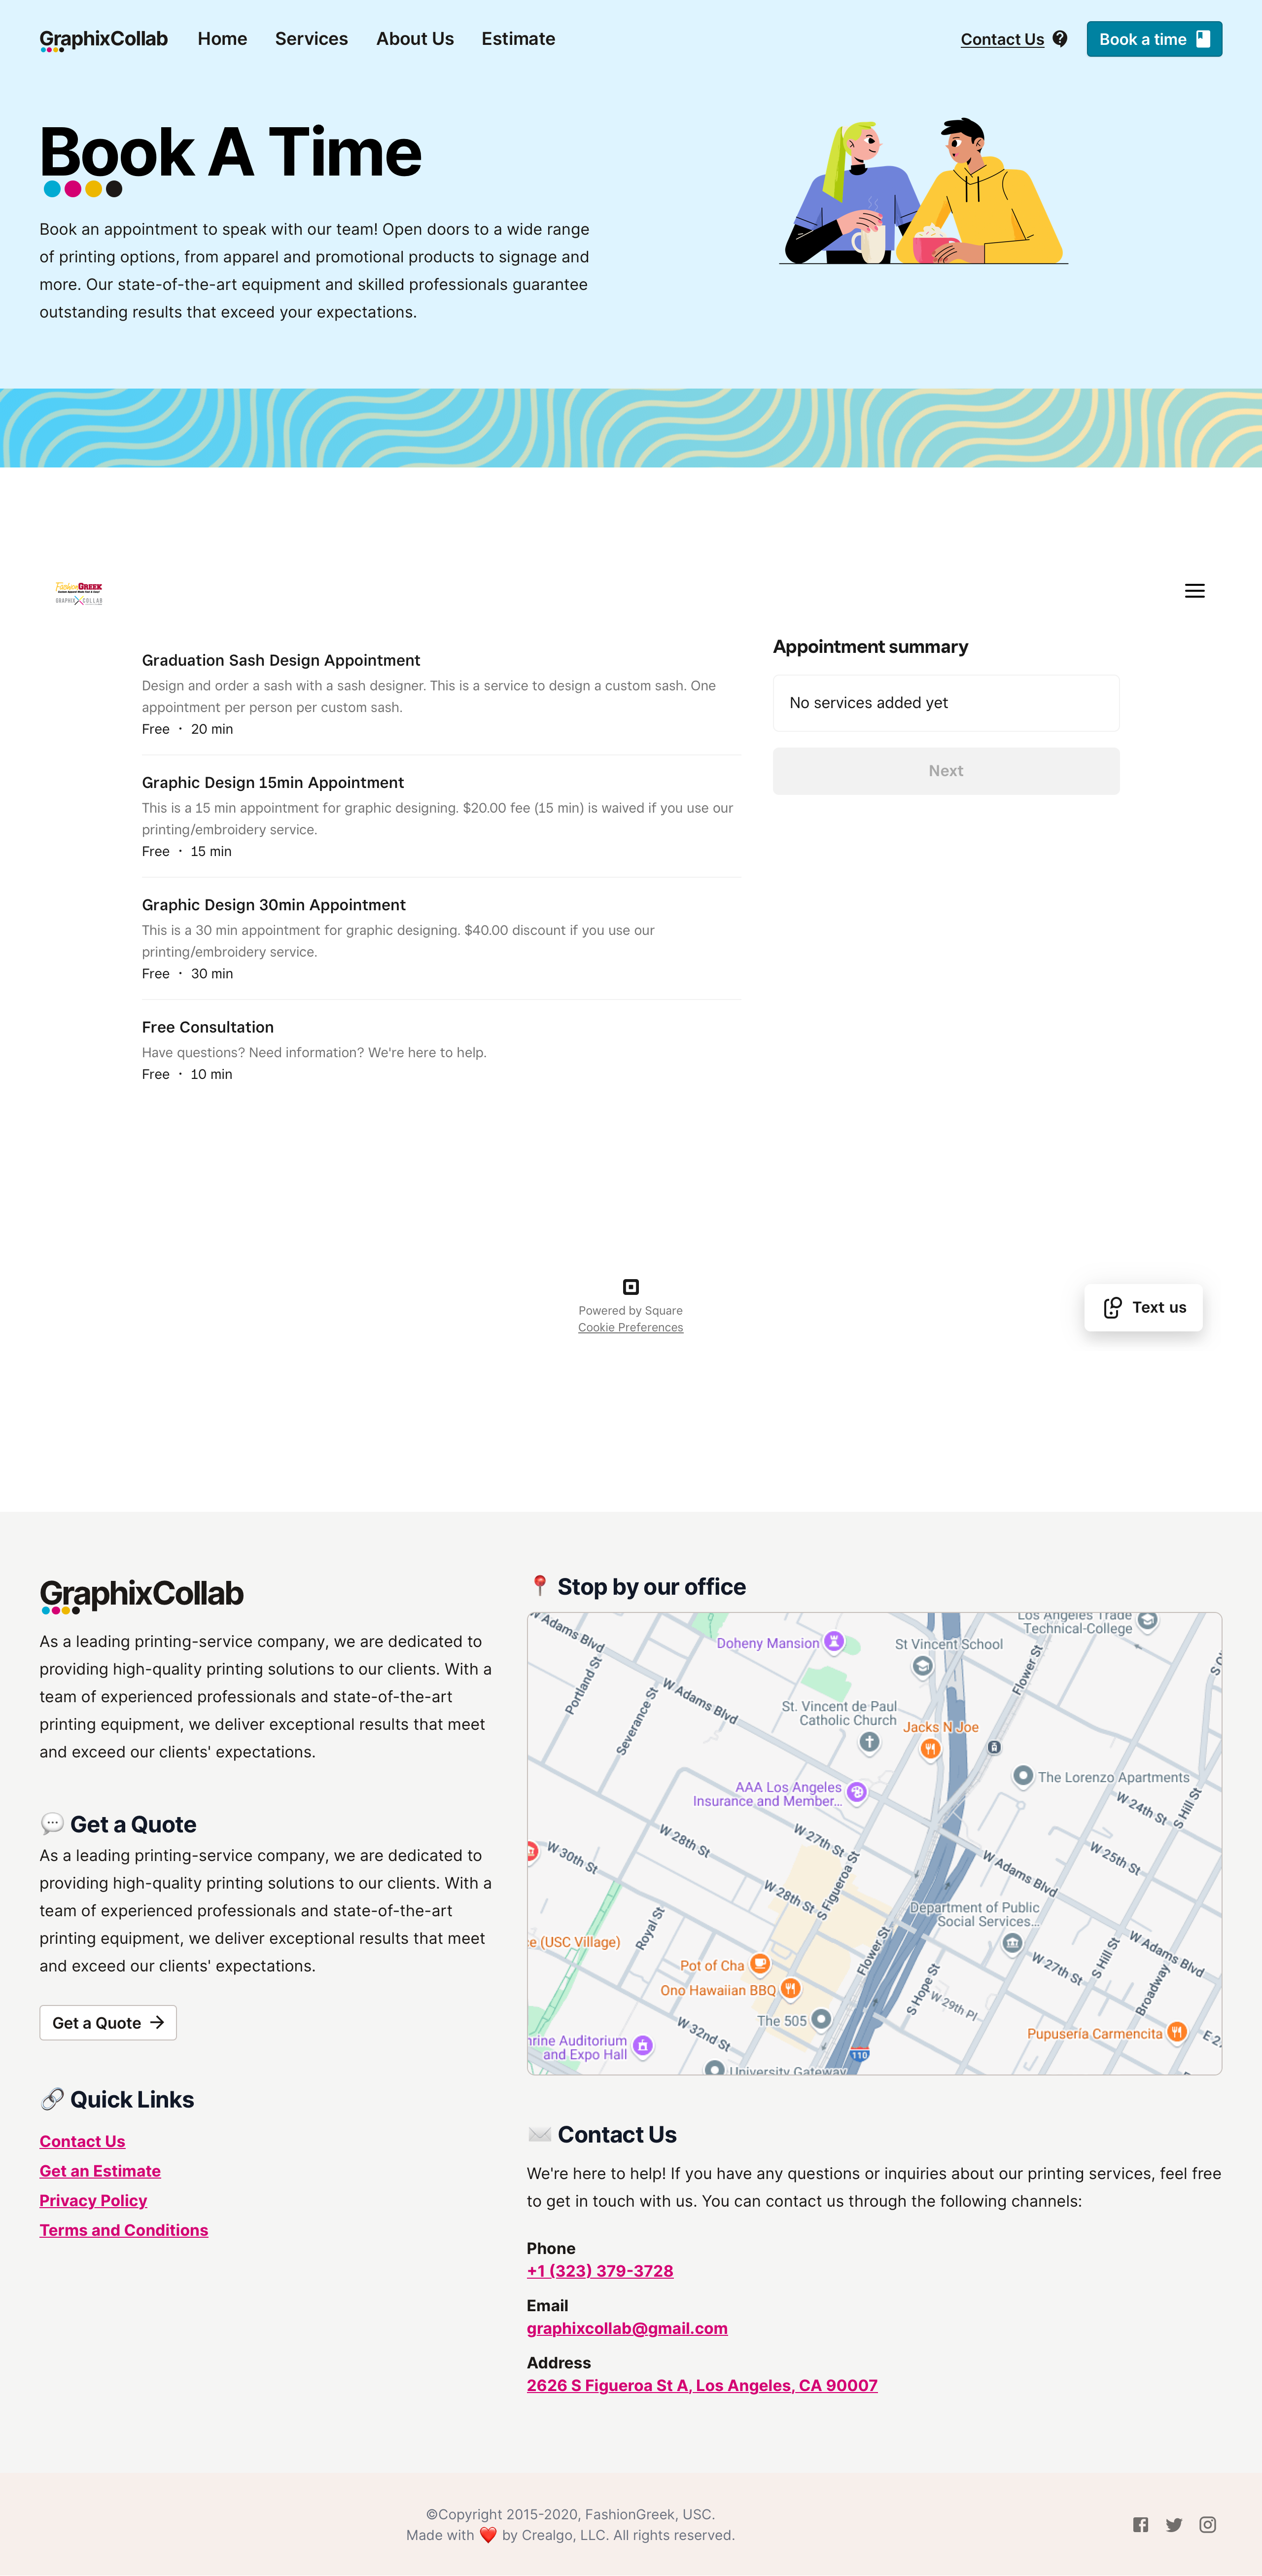 GraphixCollab
Home
Services
About Us
Estimate
Contact Us
Book a time
Book A Time
Book an appointment to speak with our team! Open doors to a wide range
of printing options, from apparel and promotional products to signage and
more. Our state-of-the-art equipment and skilled professionals guarantee
outstanding results that exceed your expectations.
FashionGREEK
GRAPHIX COLLAB
Graduation Sash Design Appointment
Design and order a sash with a sash designer. This is a service to design a custom sash. One
appointment per person per custom sash.
Free · 20 min
Graphic Design 15min Appointment
This is a 15 min appointment for graphic designing. $20.00 fee (15 min) is waived if you use our
printing/embroidery service.
Free · 15 min
Graphic Design 30min Appointment
This is a 30 min appointment for graphic designing. $40.00 discount if you use our
printing/embroidery service.
Free · 30 min
Free Consultation
Have questions? Need information? We're here to help.
Free · 10 min
Appointment summary
No services added yet
Next
Powered by Square
Cookie Preferences
Text us
GraphixCollab
As a leading printing-service company, we are dedicated to
providing high-quality printing solutions to our clients. With a
team of experienced professionals and state-of-the-art
printing equipment, we deliver exceptional results that meet
and exceed our clients' expectations.
Get a Quote
As a leading printing-service company, we are dedicated to
providing high-quality printing solutions to our clients. With a
team of experienced professionals and state-of-the-art
printing equipment, we deliver exceptional results that meet
and exceed our clients' expectations.
Get a Quote
Quick Links
Contact Us
Get an Estimate
Privacy Policy
Terms and Conditions
Stop by our office
W Adams Blvd
Doheny Mansion
St Vincent School
Los Angeles Trade
Technical-College
Portland St
Severance St
W Adams Blvd
Flower St
St. Vincent de Paul
Catholic Church
Jacks N Joe
The Lorenzo Apartments
AAA Los Angeles
Insurance and Member...
W 24th St
S Hill St
W 30th St
W 28th St
W 27th St
W 25th St
W Adams Blvd
W 28th St
S Figueroa St
Department of Public
Social Services...
ce (USC Village)
Royal St
Flower St
Pot of Cha
Ono Hawaiian BBQ
S Hope St
W 27th St
S Hill St
W Adams Blvd
Broadway
W 29th Pl
The 505
W 32nd St
Pupusería Carmencita
hrine Auditorium
and Expo Hall
110
University Gateway
Contact Us
We're here to help! If you have any questions or inquiries about our printing services, feel free
to get in touch with us. You can contact us through the following channels:
Phone
+1 (323) 379-3728
Email
graphixcollab@gmail.com
Address
2626 S Figueroa St A, Los Angeles, CA 90007
©Copyright 2015-2020, FashionGreek, USC.
Made with ❤️ by Crealgo, LLC. All rights reserved.